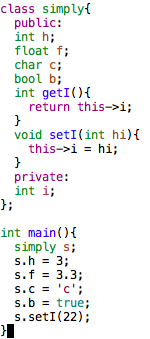 class simply{
  public:
  int h;
  float f;
  char c;
  bool b;
  int getI(){
    return this->i;
  }
  void setI(int hi){
    this->i = hi;
  }
  private:
  int i;
};

int main(){
  simply s;
  s.h = 3;
  s.f = 3.3;
  s.c = 'c';
  s.b = true;
  s.setI(22);
}